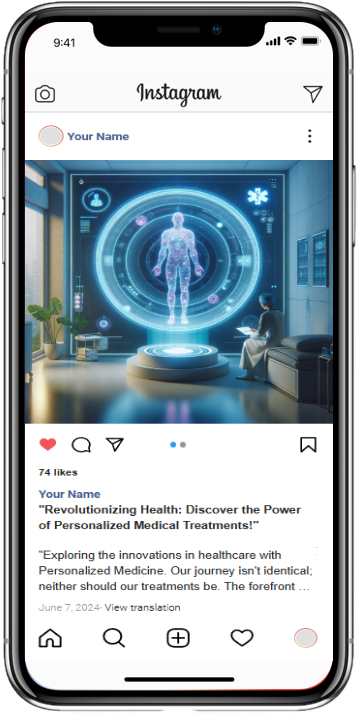 9:41
Instagram
Your Name
74 likes
Your Name
"Revolutionizing Health: Discover the Power
of Personalized Medical Treatments!"
"Exploring the innovations in healthcare with
Personalized Medicine. Our journey isn't identical;
neither should our treatments be. The forefront ...
June 7, 2024· View translation